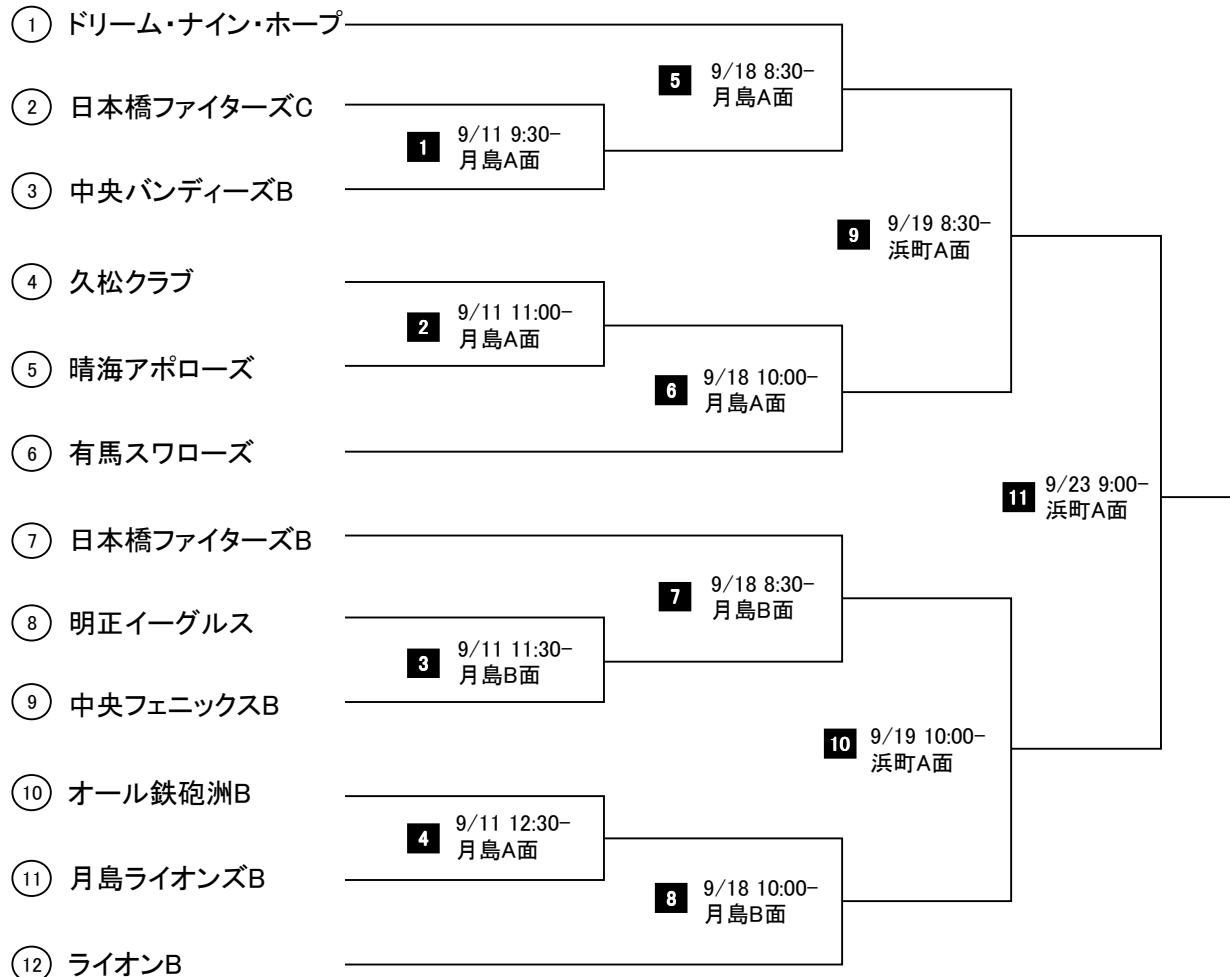 ① ドリーム・ナイン・ホープ
② 日本橋ファイターズC
③ 中央バンディーズB
④ 久松クラブ
⑤ 晴海アポローズ
⑥ 有馬スワローズ
⑦ 日本橋ファイターズB
⑧ 明正イーグルス
⑨ 中央フェニックスB
⑩ オール鉄砲洲B
⑪ 月島ライオンズB
⑫ ライオンB
1 9/11 9:30-
月島A面
2 9/11 11:00-
月島A面
3 9/11 11:30-
月島B面
4 9/11 12:30-
月島A面
5 9/18 8:30-
月島A面
6 9/18 10:00-
月島A面
7 9/18 8:30-
月島B面
8 9/18 10:00-
月島B面
9 9/19 8:30-
浜町A面
10 9/19 10:00-
浜町A面
11 9/23 9:00-
浜町A面